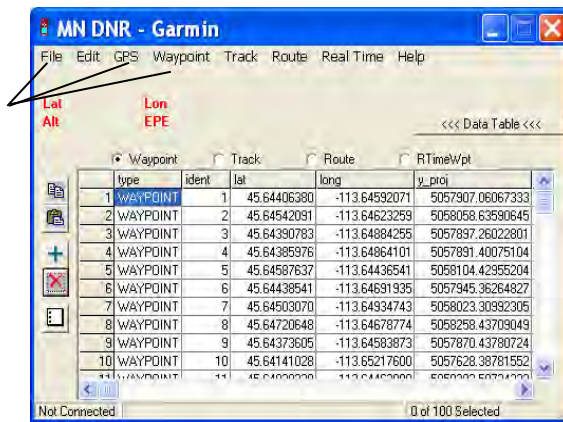 MN DNR - Garmin
File Edit GPS Waypoint Track Route Real Time Help
Lat Lon
Alt EPE
<<< Data Table <<<
Waypoint Track Route RTimeWpt
type ident lat long y_proj
1 WAYPOINT 1 45.64406380 -113.64592071 5057907.06067333
2 WAYPOINT 2 45.64542091 -113.64623259 5058058.63590645
3 WAYPOINT 3 45.64390783 -113.64884255 5057897.26022801
4 WAYPOINT 4 45.64385976 -113.64864101 5057891.40075104
5 WAYPOINT 5 45.64587637 -113.64436541 5058104.42955204
6 WAYPOINT 6 45.64438541 -113.64691935 5057945.36264827
7 WAYPOINT 7 45.64503070 -113.64934743 5058023.30992305
8 WAYPOINT 8 45.64720648 -113.64678774 5058258.43709049
9 WAYPOINT 9 45.64373605 -113.64583873 5057870.43780724
10 WAYPOINT 10 45.64141028 -113.65217600 5057628.38781552
11 WAYPOINT 11
Not Connected 0 of 100 Selected